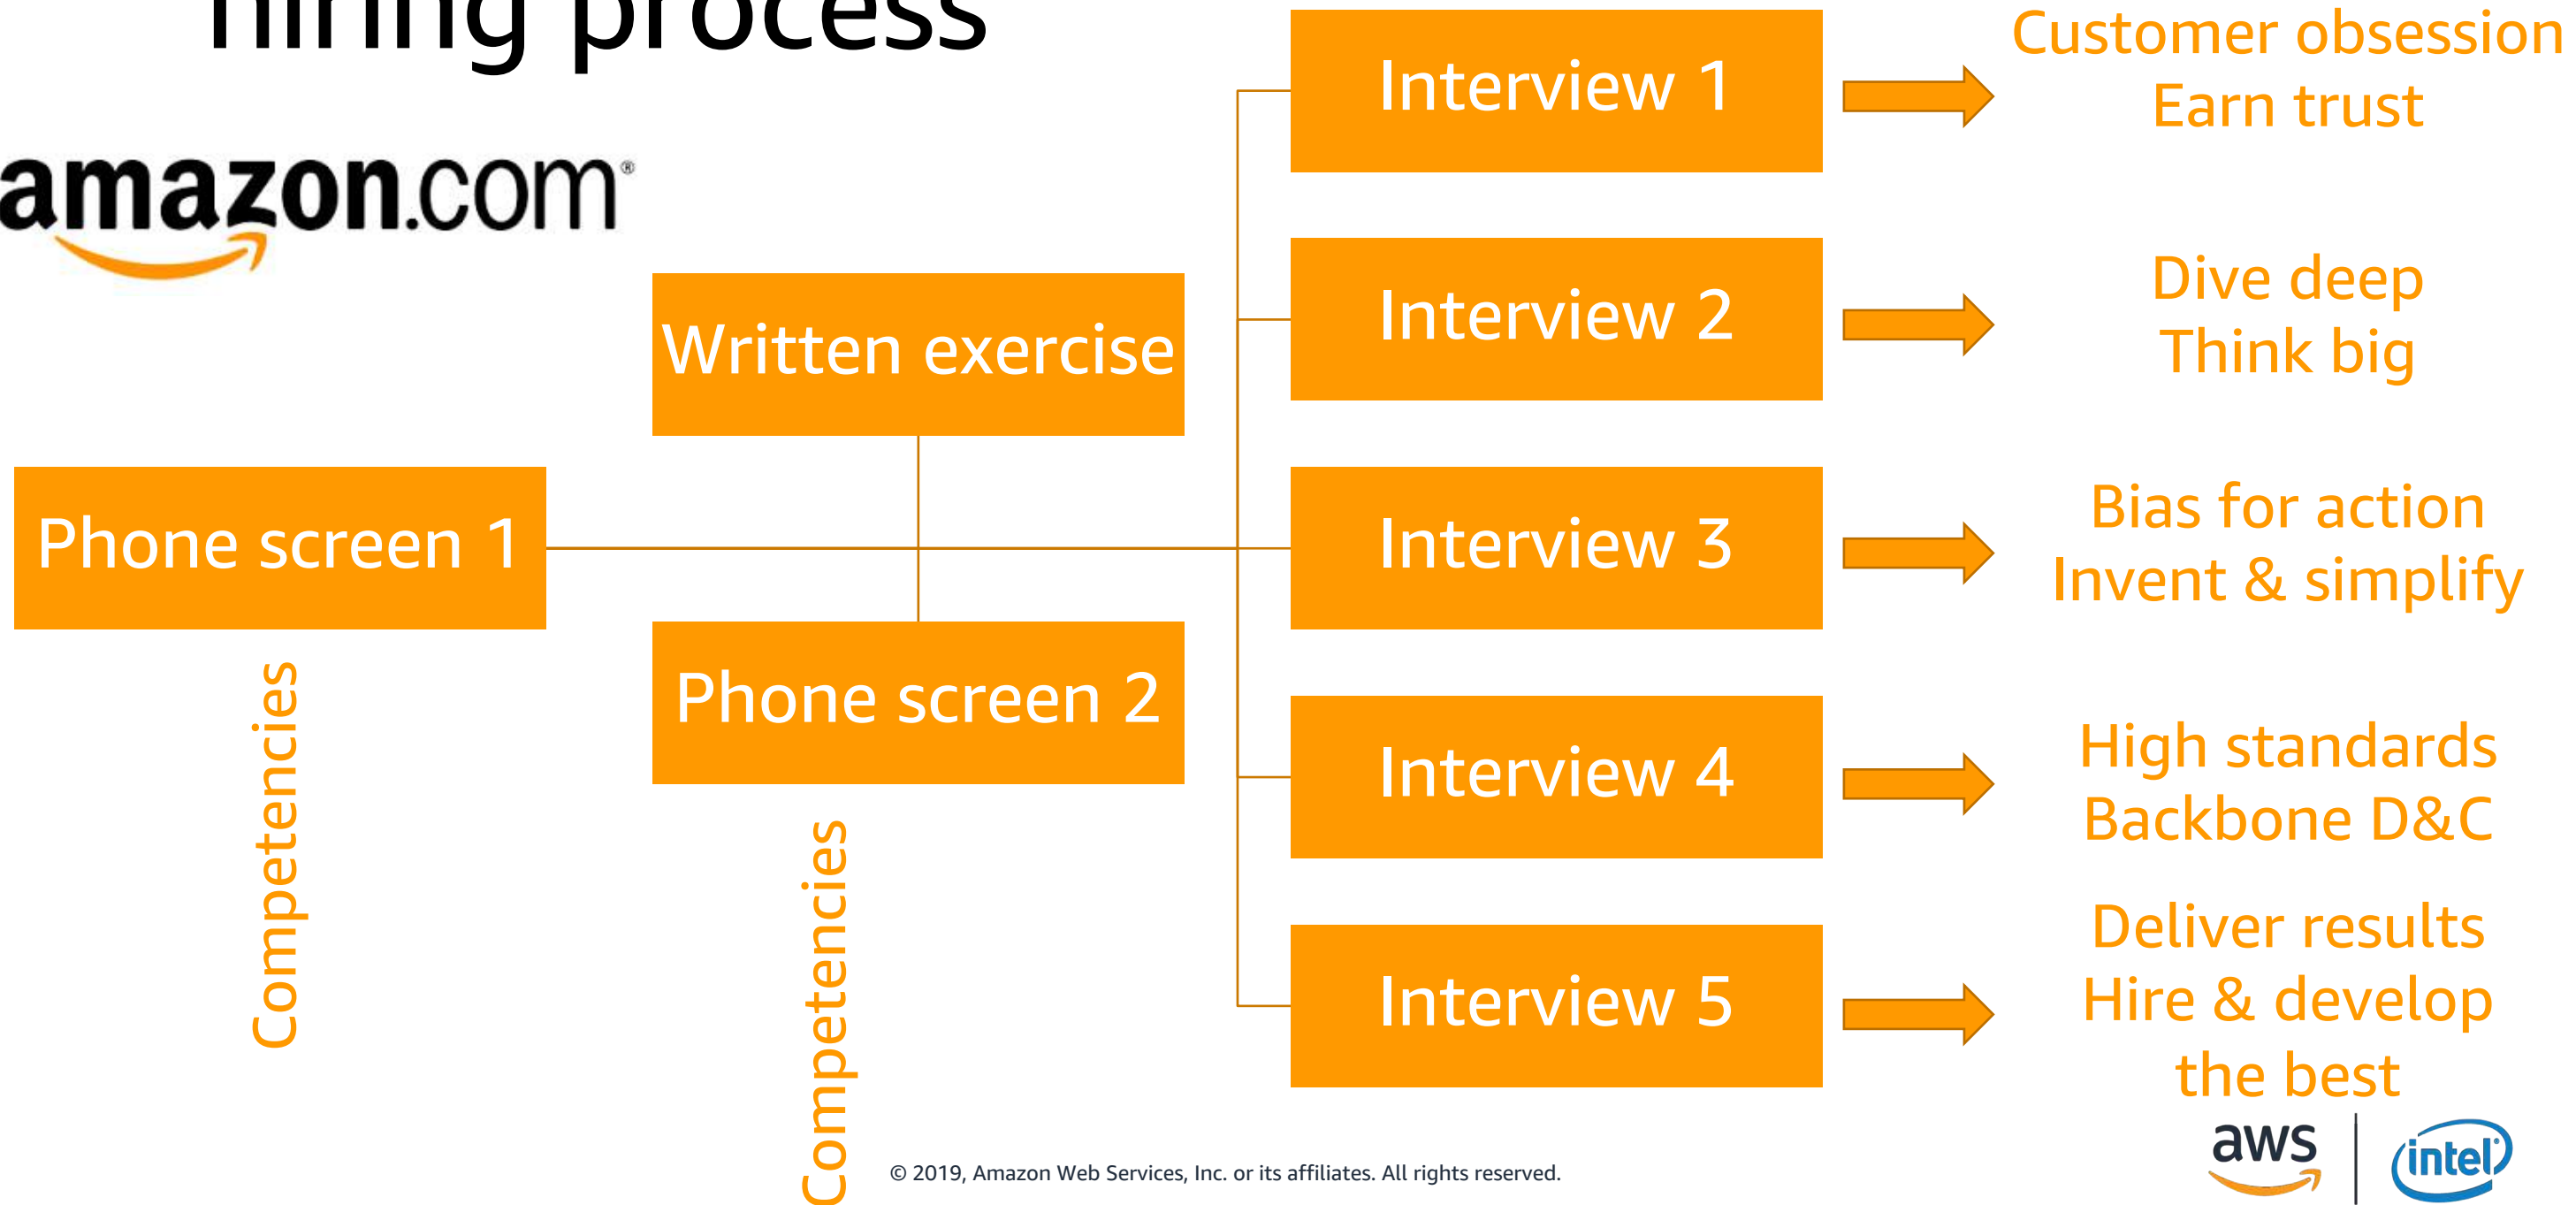 hiring process
amazon.com®
Phone screen 1
Competencies
Written exercise
Phone screen 2
Competencies
Interview 1
Customer obsession
Earn trust
Interview 2
Dive deep
Think big
Interview 3
Bias for action
Invent & simplify
Interview 4
High standards
Backbone D&C
Interview 5
Deliver results
Hire & develop
the best
© 2019, Amazon Web Services, Inc. or its affiliates. All rights reserved.
aws
intel®